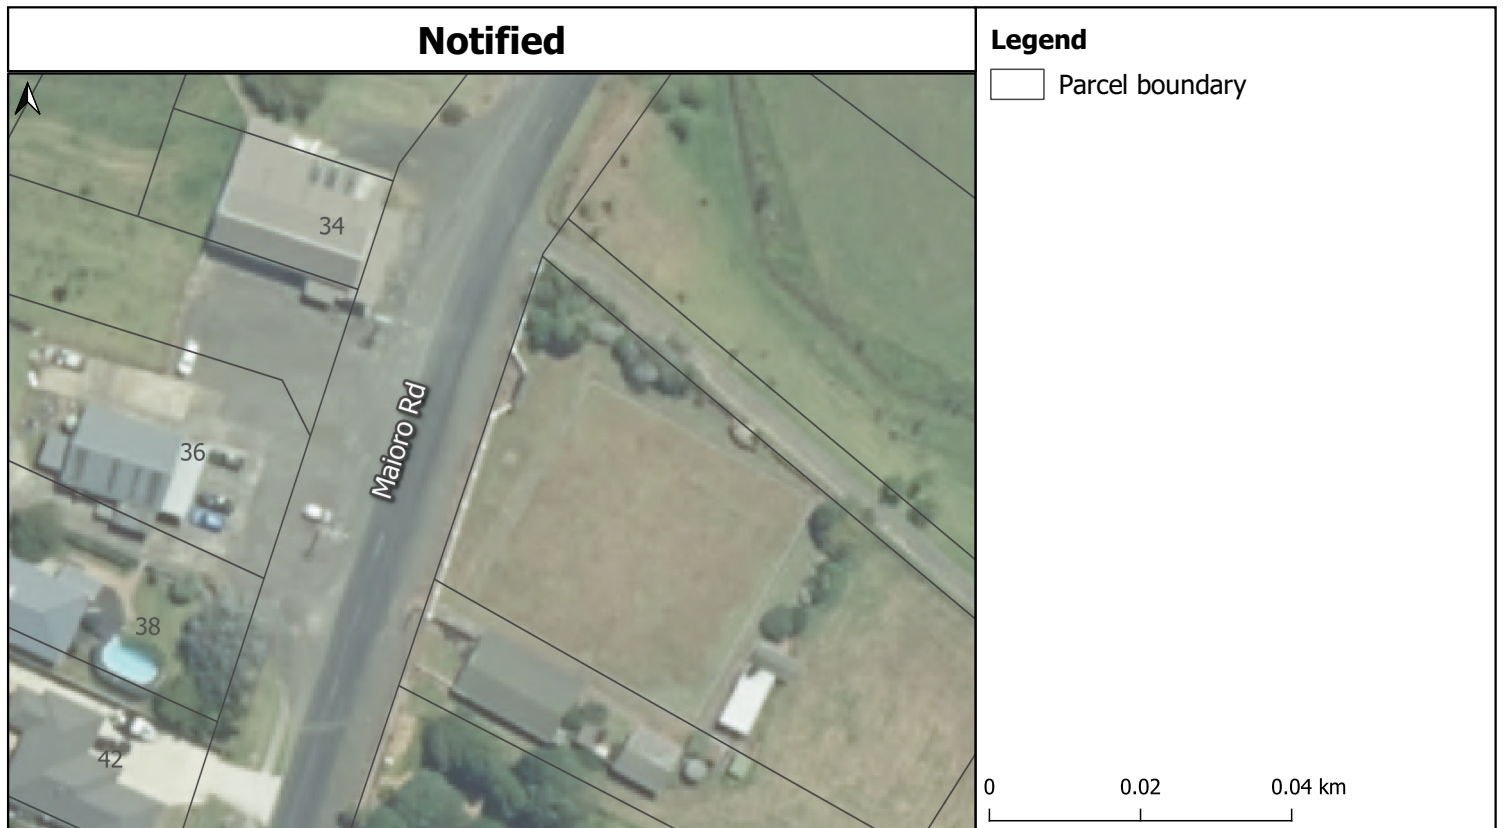 Notified
Legend
Parcel boundary
34
36
Maioro Rd
38
42
0 0.02 0.04 km